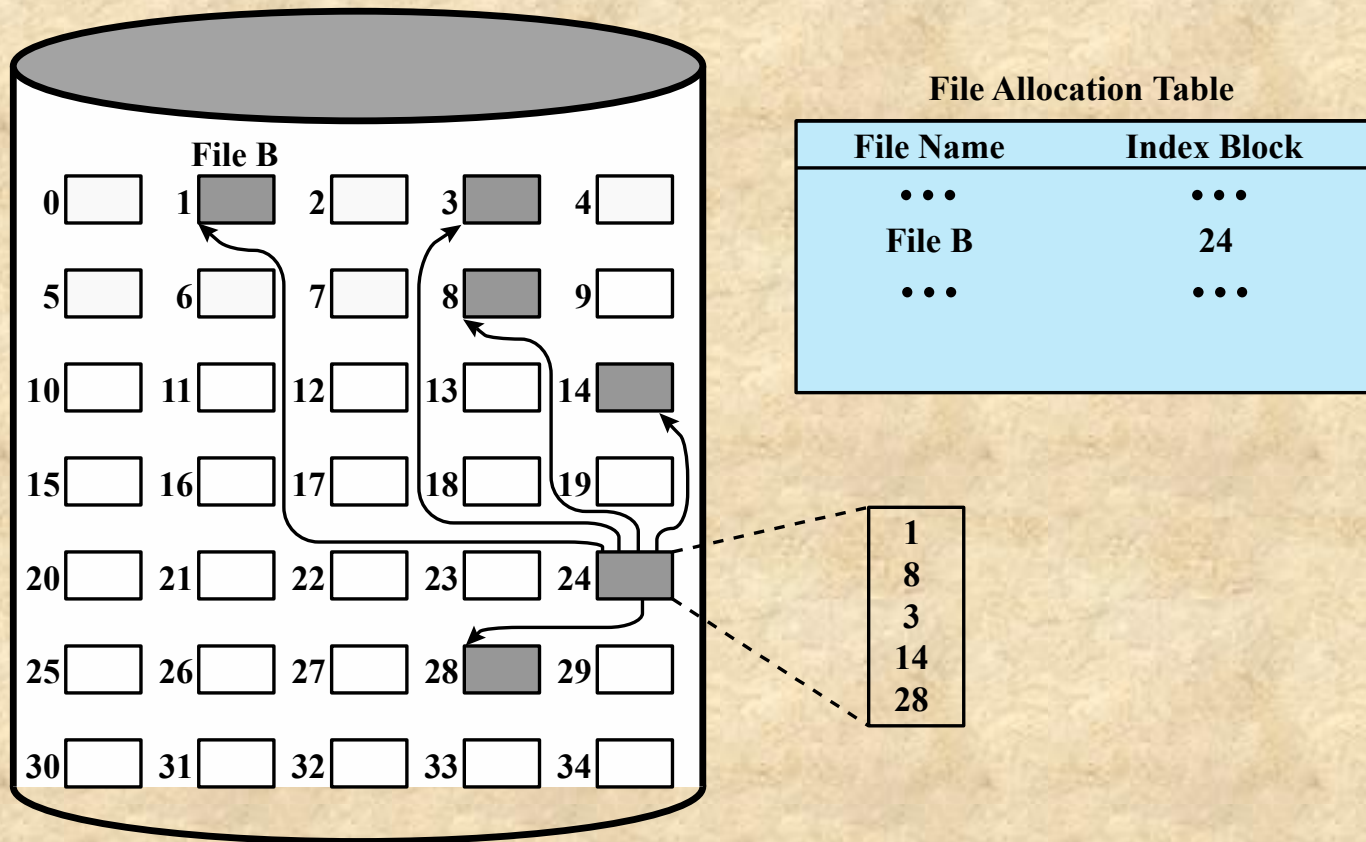 File B
0 1 2 3 4
5 6 7 8 9
10 11 12 13 14
15 16 17 18 19
20 21 22 23 24
25 26 27 28 29
30 31 32 33 34
File Allocation Table
File Name Index Block
• • • • • •
File B 24
• • • • • •
1
8
3
14
28